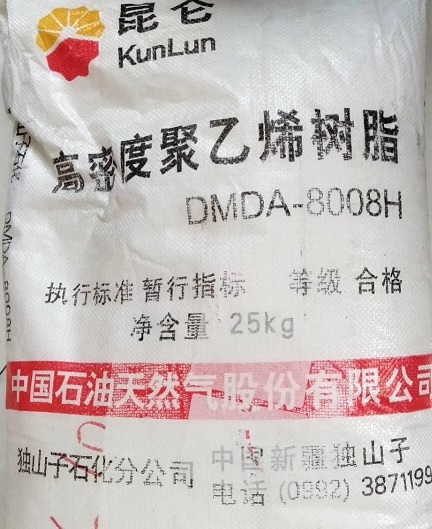 昆仑
KunLun
高密度聚乙烯树脂
DMDA-8008H
执行标准 暂行指标 等级 合格
净含量 25kg
中国石油天然气股份有限公司
独山子石化分公司 中国新疆独山子
电话 (0992) 3871199
DMDA-8008H